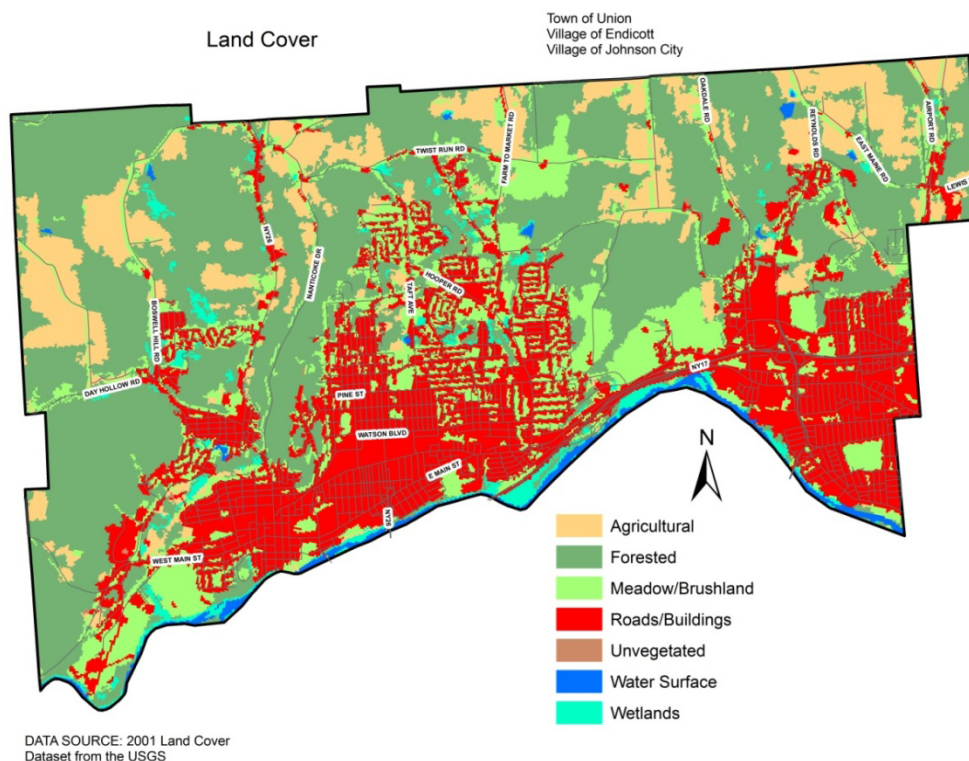 Land Cover
Town of Union
Village of Endicott
Village of Johnson City
OAKDALE RD
REYNOLDS RD
AIRPORT RD
FARM TO MARKET RD
TWIST RUN RD
EAST MAINE RD
LEWIS
NY26
NANTICOKE DR
HOOPER RD
TAFT AVE
BOSWELL HILL RD
DAY HOLLOW RD
NY17
PINE ST
WATSON BLVD
E MAIN ST
N
NY26
WEST MAIN ST
Agricultural
Forested
Meadow/Brushland
Roads/Buildings
Unvegetated
Water Surface
Wetlands
DATA SOURCE: 2001 Land Cover
Dataset from the USGS